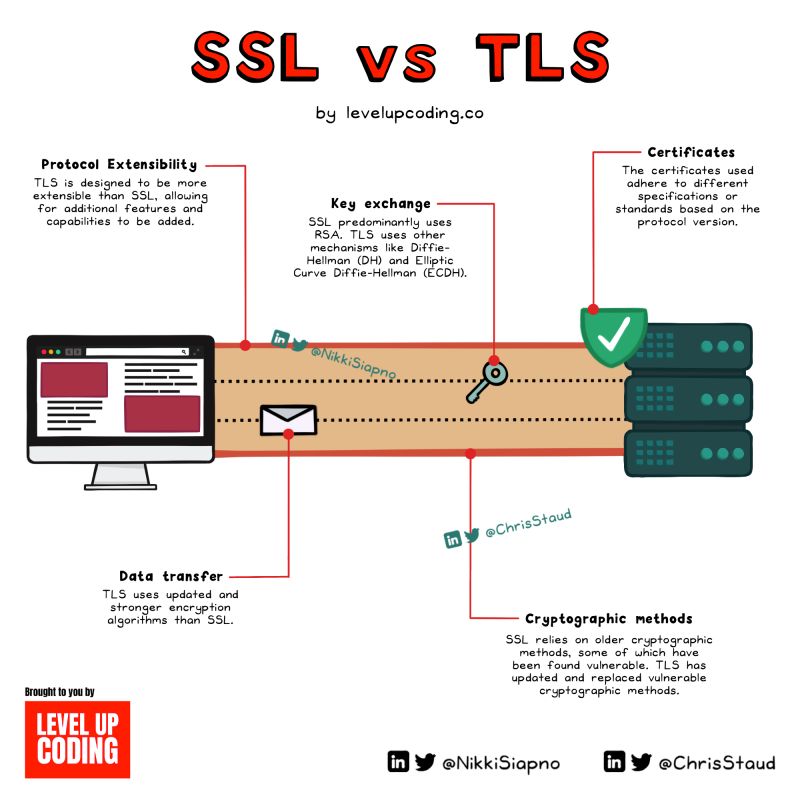 SSL vs TLS
by levelupcoding.co
Protocol Extensibility
TLS is designed to be more
extensible than SSL, allowing
for additional features and
capabilities to be added.
Key exchange
SSL predominantly uses
RSA. TLS uses other
mechanisms like Diffie-
Hellman (DH) and Elliptic
Curve Diffie-Hellman (ECDH).
Certificates
The certificates used
adhere to different
specifications or
standards based on the
protocol version.
in @NikkiSiapno
in @ChrisStaud
Data transfer
TLS uses updated and
stronger encryption
algorithms than SSL.
Cryptographic methods
SSL relies on older cryptographic
methods, some of which have
been found vulnerable. TLS has
updated and replaced vulnerable
cryptographic methods.
Brought to you by
LEVEL UP
CODING
in @NikkiSiapno
in @ChrisStaud